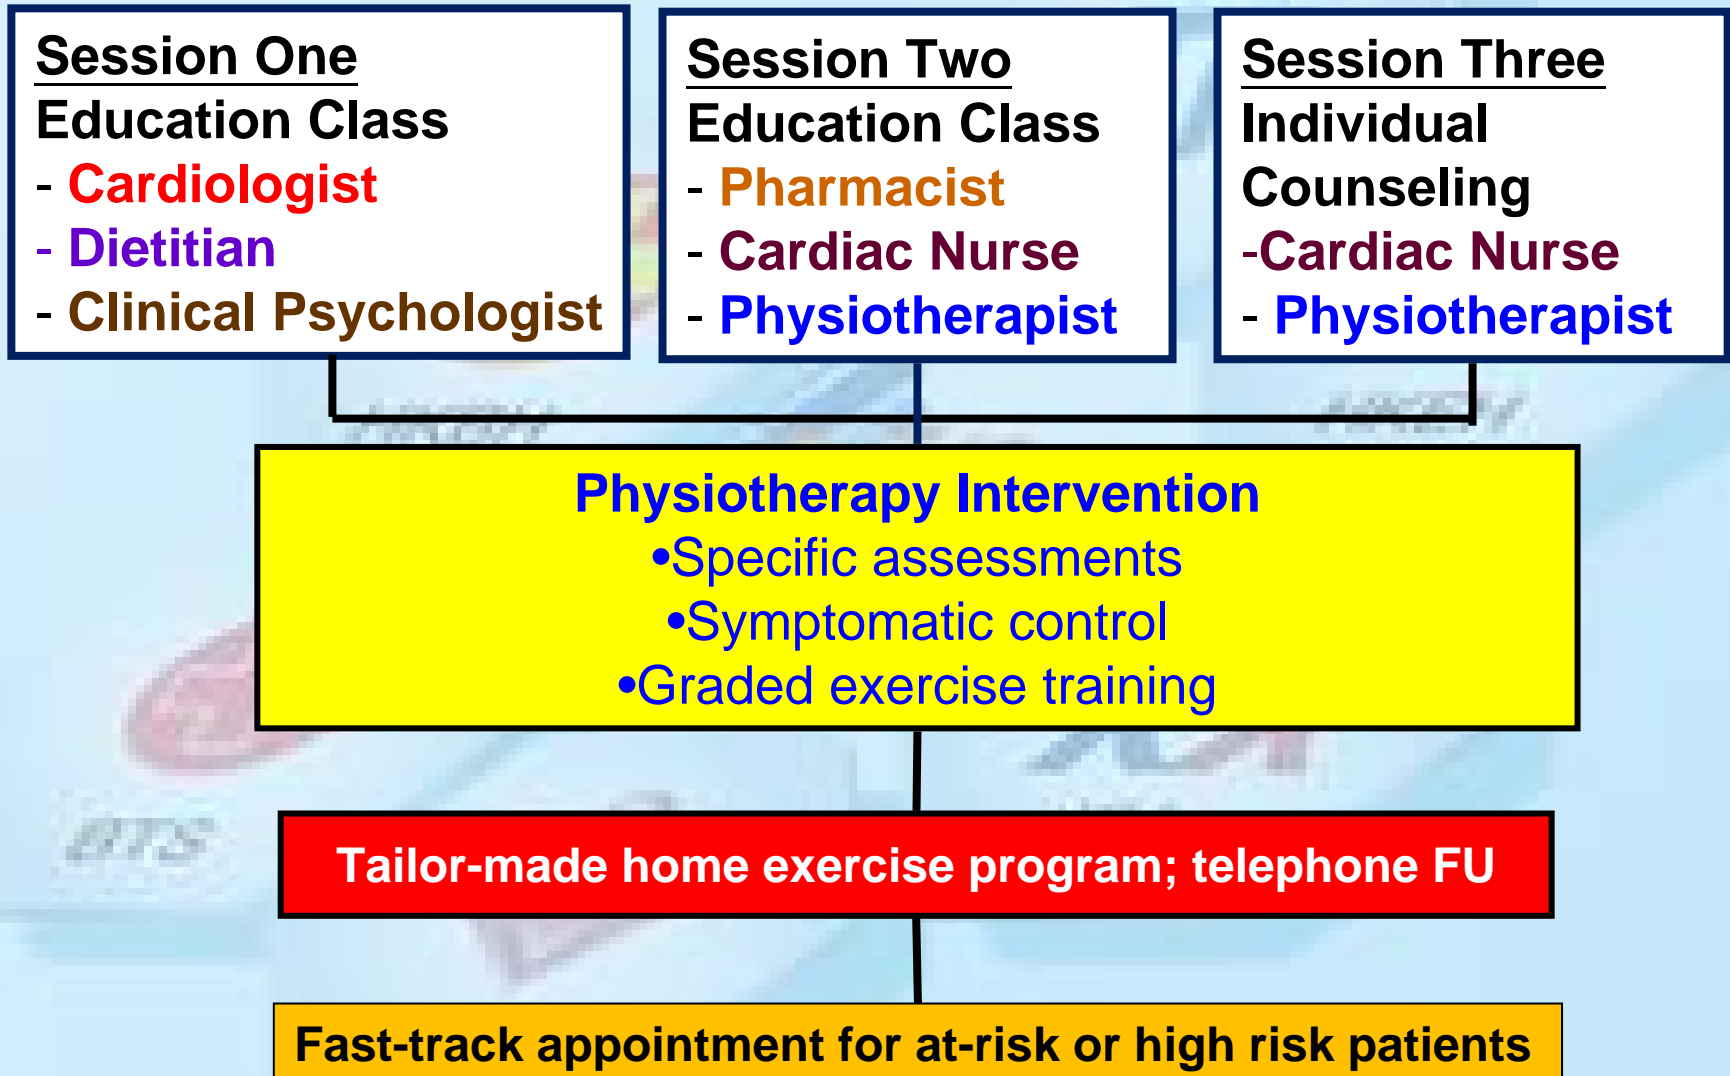 Session One
Education Class
- Cardiologist
- Dietitian
- Clinical Psychologist
Session Two
Education Class
- Pharmacist
- Cardiac Nurse
- Physiotherapist
Session Three
Individual
Counseling
-Cardiac Nurse
- Physiotherapist
Physiotherapy Intervention
•Specific assessments
•Symptomatic control
•Graded exercise training
BTS
Tailor-made home exercise program; telephone FU
Fast-track appointment for at-risk or high risk patients